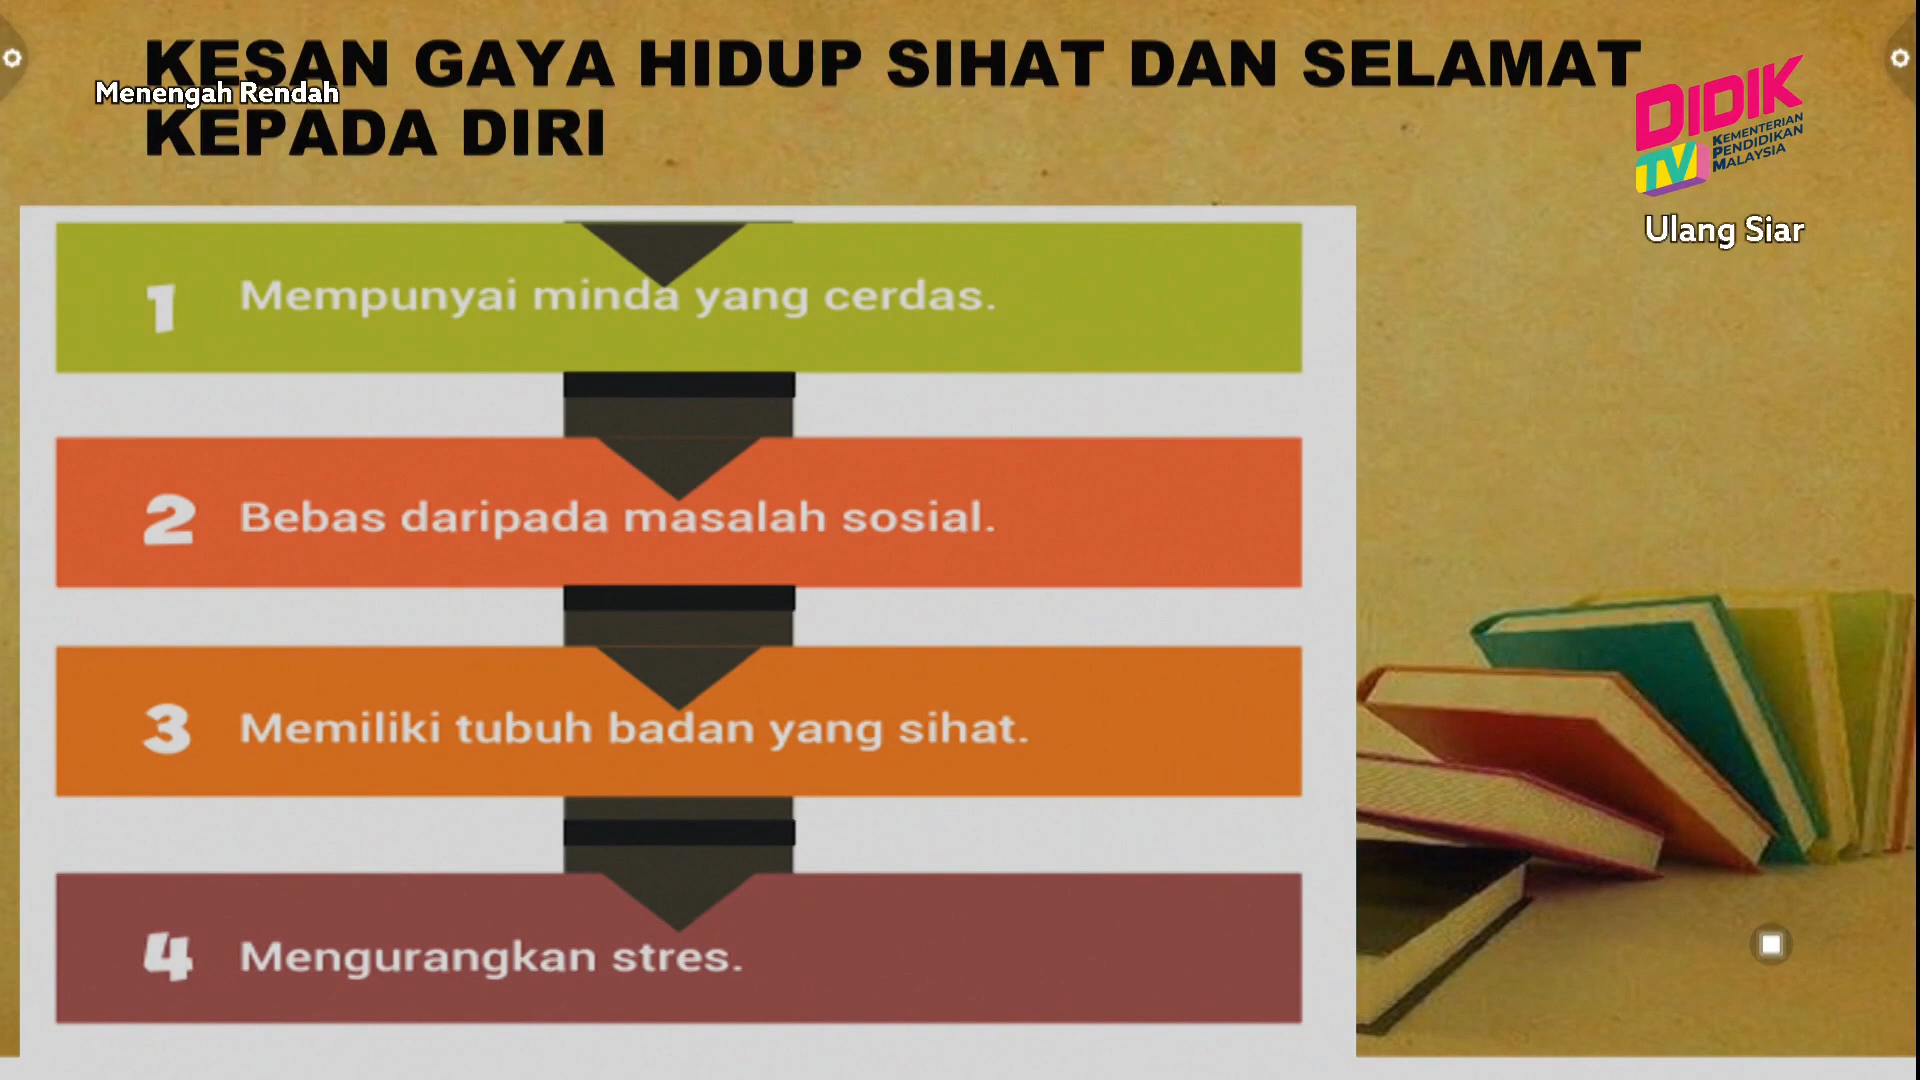 KESAN GAYA HIDUP SIHAT DAN SELAMAT
Menengah Rendah
KEPADA DIRI
DIDIK
TV
KEMENTERIAN
PENDIDIKAN
MALAYSIA
Ulang Siar
1 Mempunyai minda yang cerdas.
2 Bebas daripada masalah sosial.
3 Memiliki tubuh badan yang sihat.
4 Mengurangkan stres.